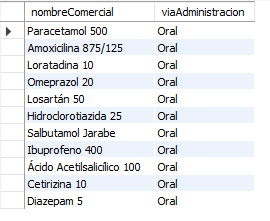 nombreComercial viaAdministracion
Paracetamol 500 Oral
Amoxicilina 875/125 Oral
Loratadina 10 Oral
Omeprazol 20 Oral
Losartán 50 Oral
Hidroclorotiazida 25 Oral
Salbutamol Jarabe Oral
Ibuprofeno 400 Oral
Ácido Acetilsalicílico 100 Oral
Cetirizina 10 Oral
Diazepam 5 Oral